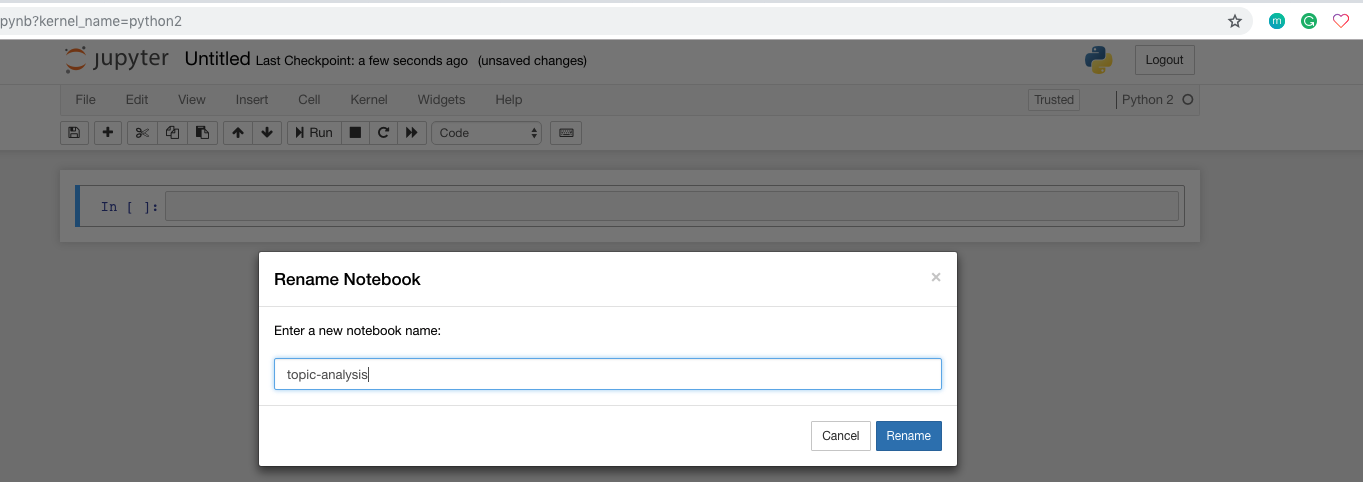 pynb?kernel_name=python2
m G
jupyter Untitled Last Checkpoint: a few seconds ago (unsaved changes) Logout
File Edit View Insert Cell Kernel Widgets Help Trusted Python 2
Run Code
In [ ]:
Rename Notebook ×
Enter a new notebook name:
topic-analysis
Cancel Rename